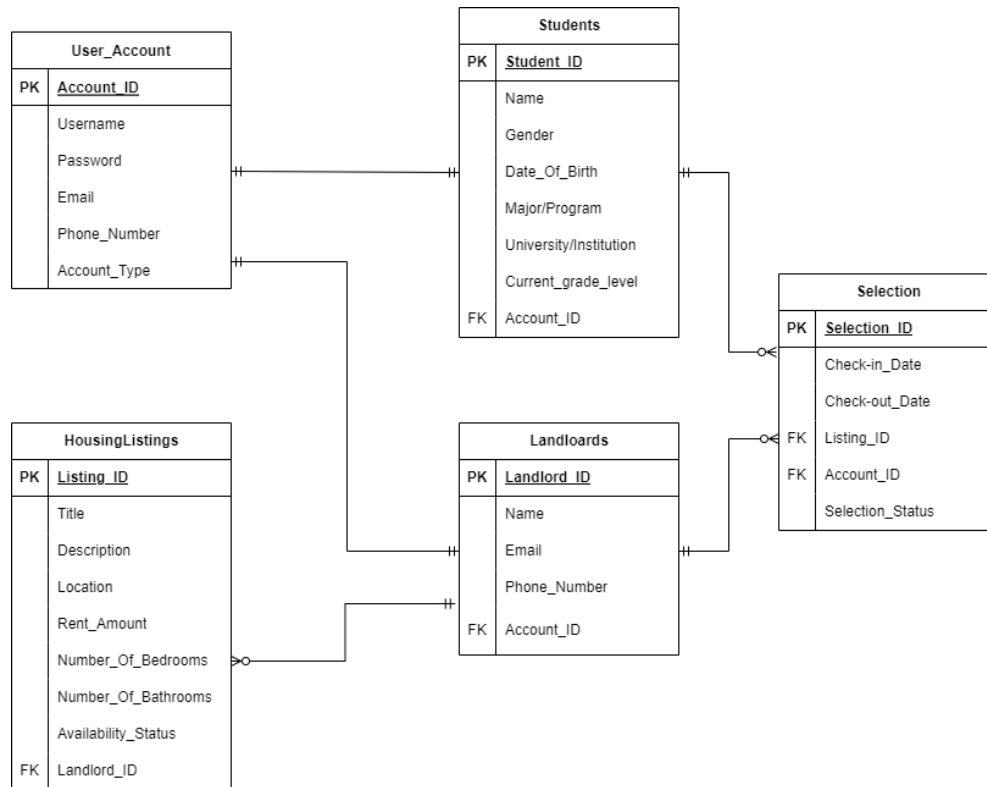 User_Account
PK Account_ID
Username
Password
Email
Phone_Number
Account_Type
Students
PK Student_ID
Name
Gender
Date_Of_Birth
Major/Program
University/Institution
Current_grade_level
FK Account_ID
Selection
PK Selection_ID
Check-in_Date
Check-out_Date
FK Listing_ID
FK Account_ID
Selection_Status
HousingListings
PK Listing_ID
Title
Description
Location
Rent_Amount
Number_Of_Bedrooms
Number_Of_Bathrooms
Availability_Status
FK Landlord_ID
Landloards
PK Landlord_ID
Name
Email
Phone_Number
FK Account_ID